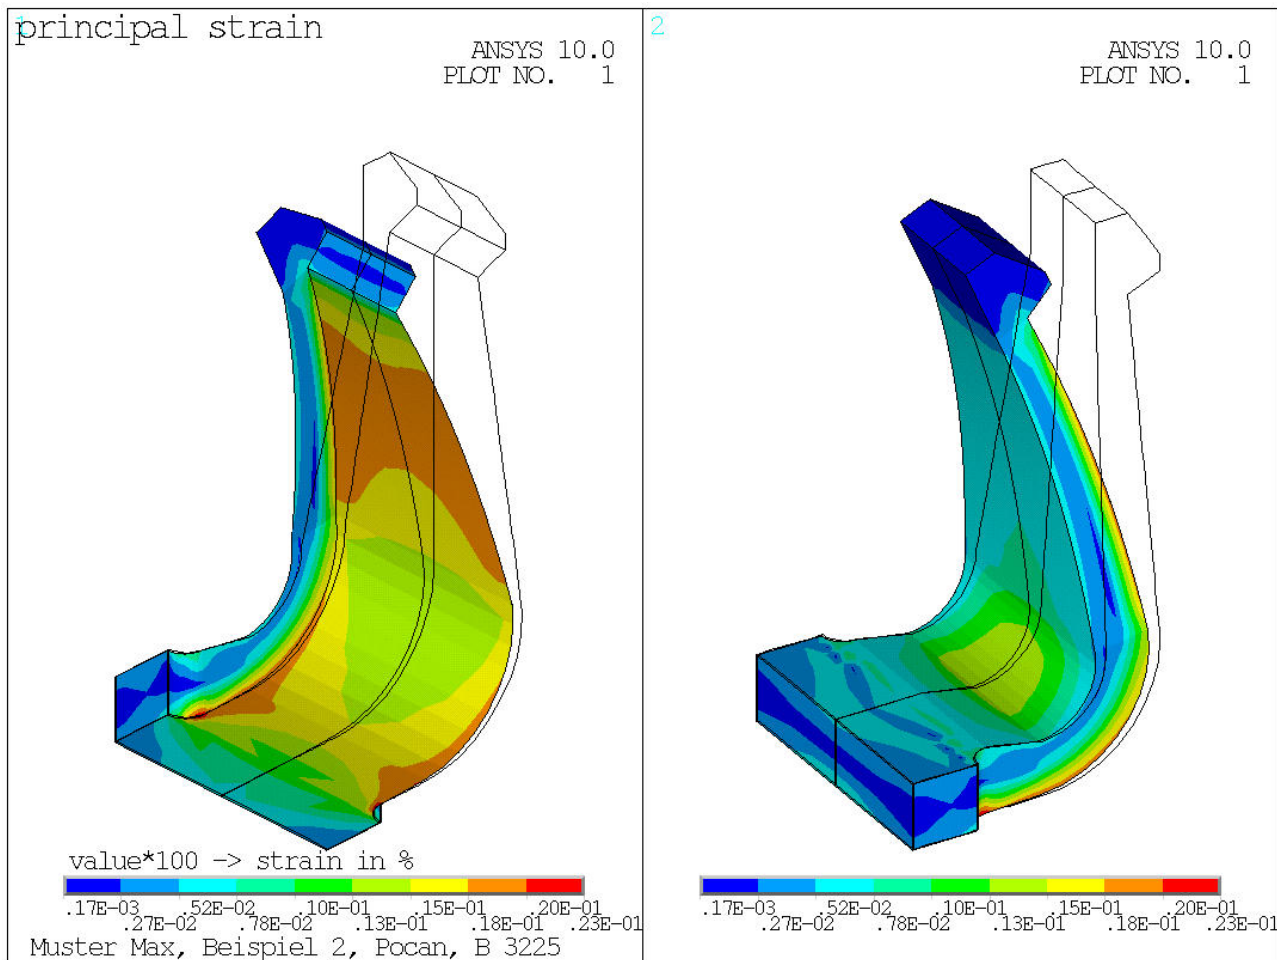 1
principal strain
ANSYS 10.0
PLOT NO. 1
value*100 -> strain in %
.17E-03 .52E-02 .10E-01 .15E-01 .20E-01
.27E-02 .78E-02 .13E-01 .18E-01 .23E-01
Muster Max, Beispiel 2, Pocan, B 3225
2
ANSYS 10.0
PLOT NO. 1
.17E-03 .52E-02 .10E-01 .15E-01 .20E-01
.27E-02 .78E-02 .13E-01 .18E-01 .23E-01